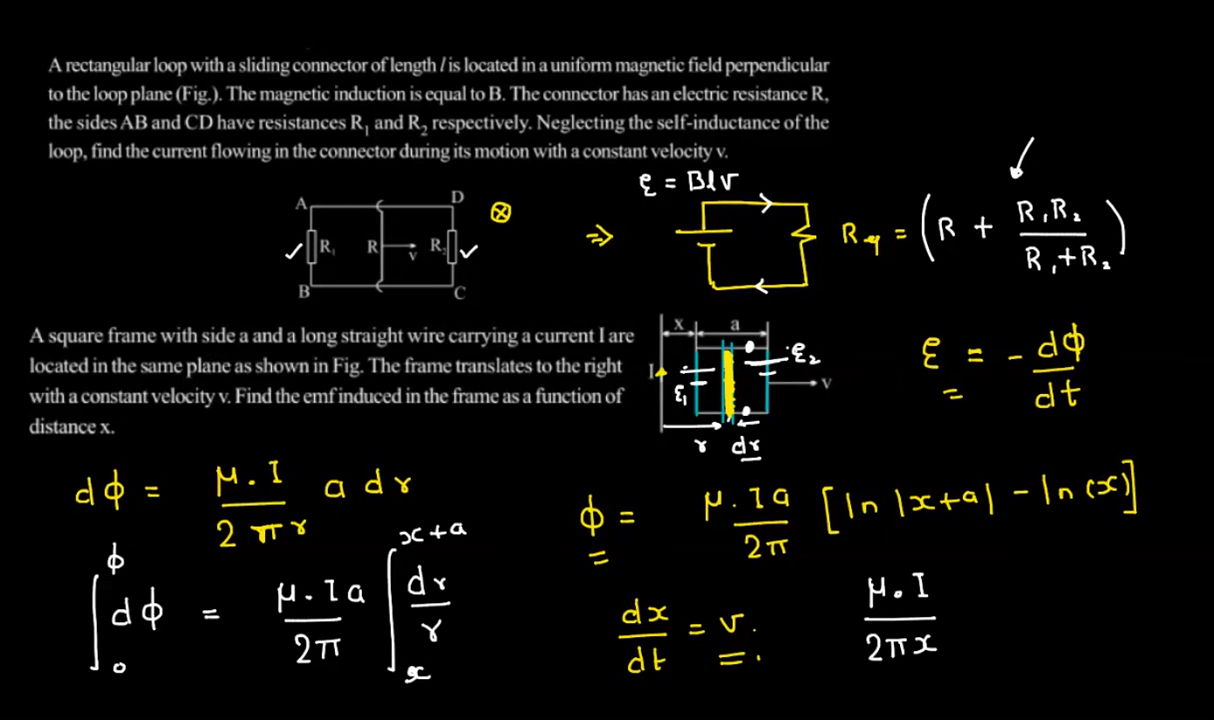 A rectangular loop with a sliding connector of length l is located in a uniform magnetic field perpendicular
to the loop plane (Fig.). The magnetic induction is equal to B. The connector has an electric resistance R,
the sides AB and CD have resistances R₁ and R₂ respectively. Neglecting the self-inductance of the
loop, find the current flowing in the connector during its motion with a constant velocity v.
ε = Blv
A D ⊗
R₁ R v R₂
B C
⇒
R_eq = (R + R₁R₂/(R₁+R₂))
A square frame with side a and a long straight wire carrying a current I are
located in the same plane as shown in Fig. The frame translates to the right
with a constant velocity v. Find the emf induced in the frame as a function of
distance x.
x a
I ε₁ ε₂ v
r dr
ε = - dϕ/dt
dϕ = μ₀I/2πr a dr
∫₀^ϕ dϕ = μ₀Ia/2π ∫ₓ^(x+a) dr/r
ϕ = μ₀Ia/2π [ln|x+a| - ln(x)]
dx/dt = v.
μ₀I/2πx